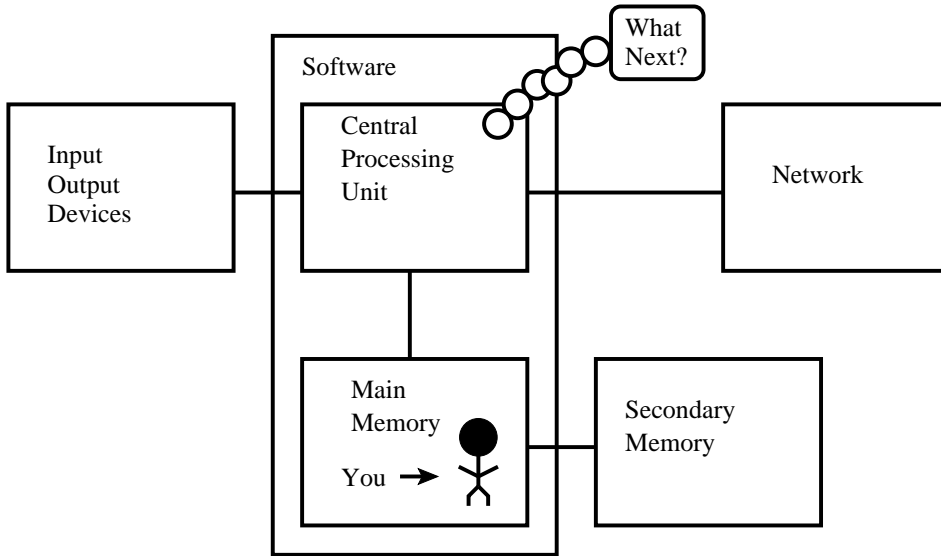 What
Next?
Software
Central
Processing
Unit
Input
Output
Devices
Network
Main
Memory
You
Secondary
Memory